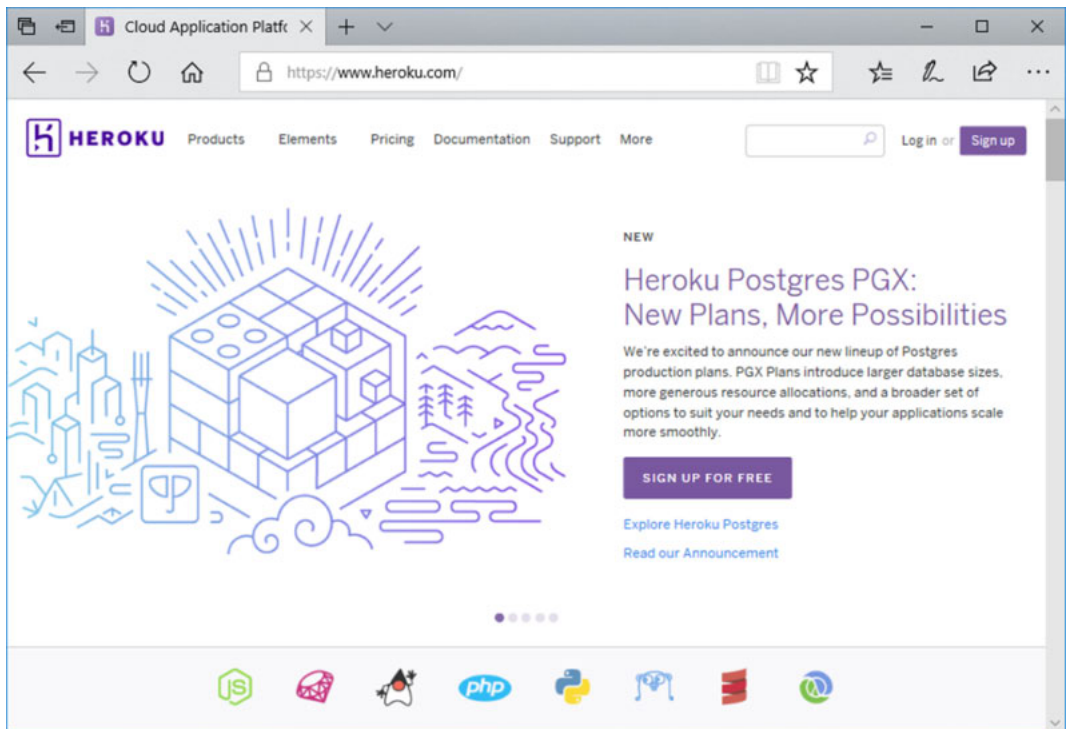 Cloud Application Platfc
https://www.heroku.com/
HEROKU Products Elements Pricing Documentation Support More Log in or Sign up
NEW
Heroku Postgres PGX:
New Plans, More Possibilities
We're excited to announce our new lineup of Postgres
production plans. PGX Plans introduce larger database sizes,
more generous resource allocations, and a broader set of
options to suit your needs and to help your applications scale
more smoothly.
SIGN UP FOR FREE
Explore Heroku Postgres
Read our Announcement
JS php